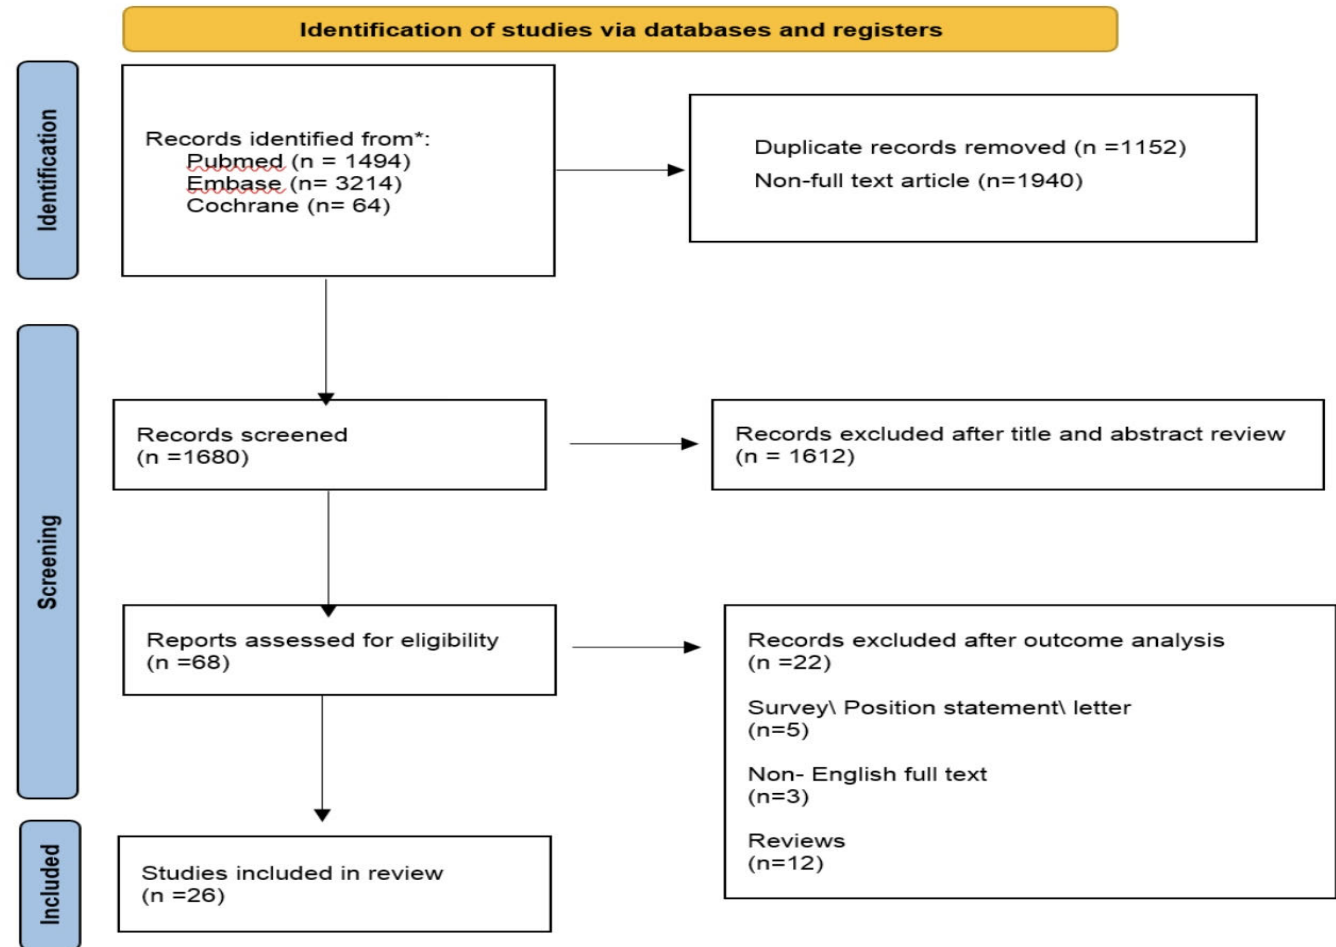 Identification of studies via databases and registers
Identification
Records identified from*:
Pubmed (n = 1494)
Embase (n= 3214)
Cochrane (n= 64)
Duplicate records removed (n =1152)
Non-full text article (n=1940)
Screening
Records screened
(n =1680)
Records excluded after title and abstract review
(n = 1612)
Reports assessed for eligibility
(n =68)
Records excluded after outcome analysis
(n =22)
Survey\ Position statement\ letter
(n=5)
Non- English full text
(n=3)
Reviews
(n=12)
Included
Studies included in review
(n =26)